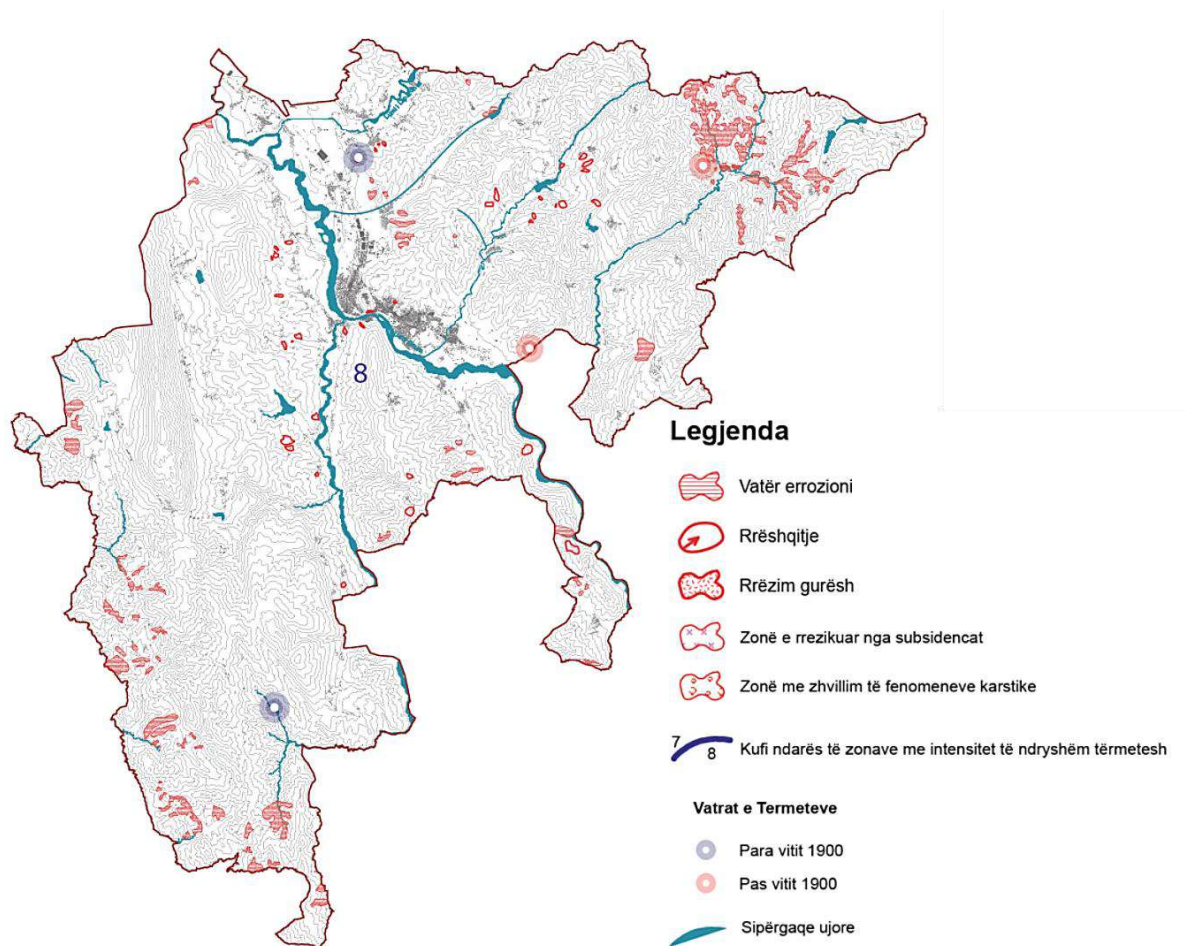 8
Legjenda
Vatër errozioni
Rrëshqitje
Rrëzim gurësh
Zonë e rrezikuar nga subsidencat
Zonë me zhvillim të fenomeneve karstike
7
8
Kufi ndarës të zonave me intensitet të ndryshëm tërmetesh
Vatrat e Termeteve
Para vitit 1900
Pas vitit 1900
Sipërgaqe ujore